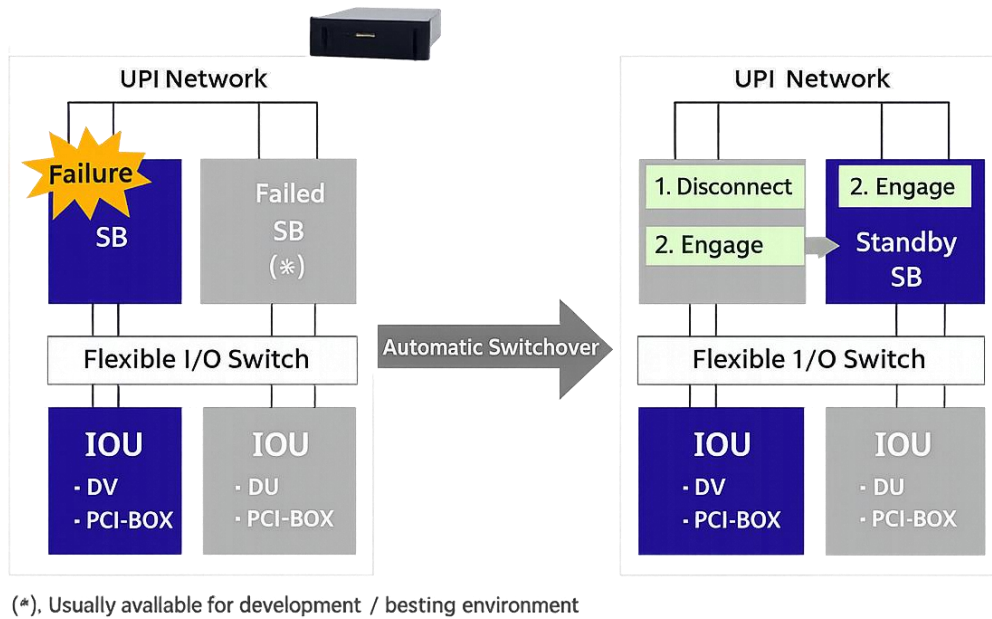 UPI Network
Failure
SB
Failed
SB
(*)
Flexible I/O Switch
IOU
- DV
- PCI-BOX
IOU
- DU
- PCI-BOX
Automatic Switchover
UPI Network
1. Disconnect
2. Engage
2. Engage
Standby
SB
Flexible 1/O Switch
IOU
- DV
- PCI-BOX
IOU
- DU
- PCI-BOX
(*), Usually avallable for development / besting environment